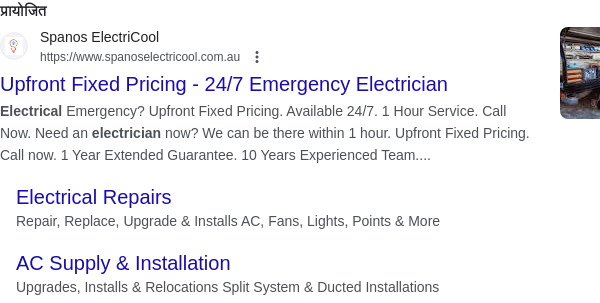 प्रायोजित
Spanos ElectriCool
https://www.spanoselectricool.com.au
Upfront Fixed Pricing - 24/7 Emergency Electrician
Electrical Emergency? Upfront Fixed Pricing. Available 24/7. 1 Hour Service. Call
Now. Need an electrician now? We can be there within 1 hour. Upfront Fixed Pricing.
Call now. 1 Year Extended Guarantee. 10 Years Experienced Team....
Electrical Repairs
Repair, Replace, Upgrade & Installs AC, Fans, Lights, Points & More
AC Supply & Installation
Upgrades, Installs & Relocations Split System & Ducted Installations